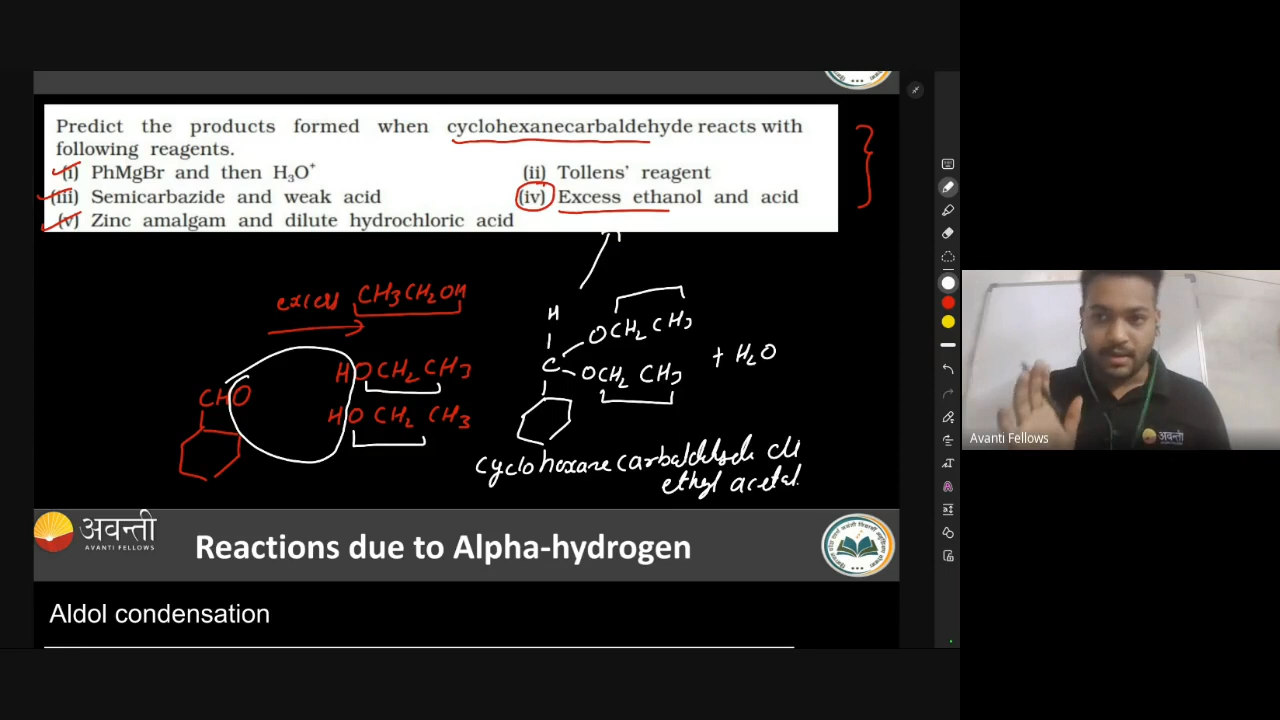 Predict the products formed when cyclohexanecarbaldehyde reacts with
following reagents.
(i) PhMgBr and then H₃O⁺ (ii) Tollens' reagent
(iii) Semicarbazide and weak acid (iv) Excess ethanol and acid
(v) Zinc amalgam and dilute hydrochloric acid
excess CH3CH2OH
HOCH2CH3
CHO
HOCH2CH3
H
OCH2CH3
C
OCH2CH3
+ H2O
cyclohexanecarbaldehyde di
ethyl acetal.
Avanti Fellows
अवन्ती
AVANTI FELLOWS
Reactions due to Alpha-hydrogen
Aldol condensation